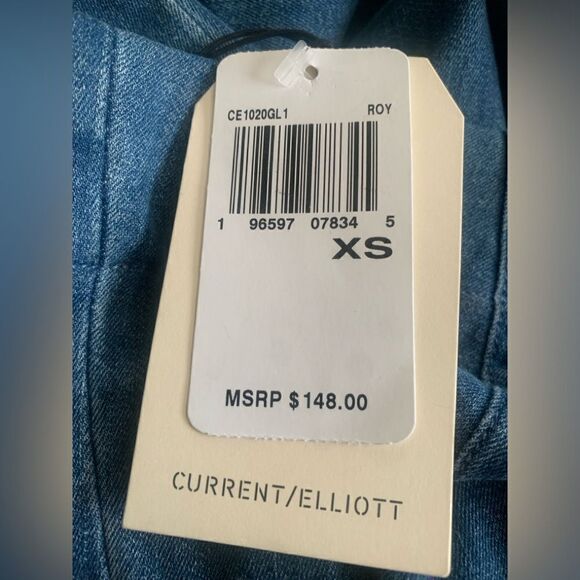 CE1020GL1 ROY
1 96597 07834 5
XS
MSRP $148.00
CURRENT/ELLIOTT